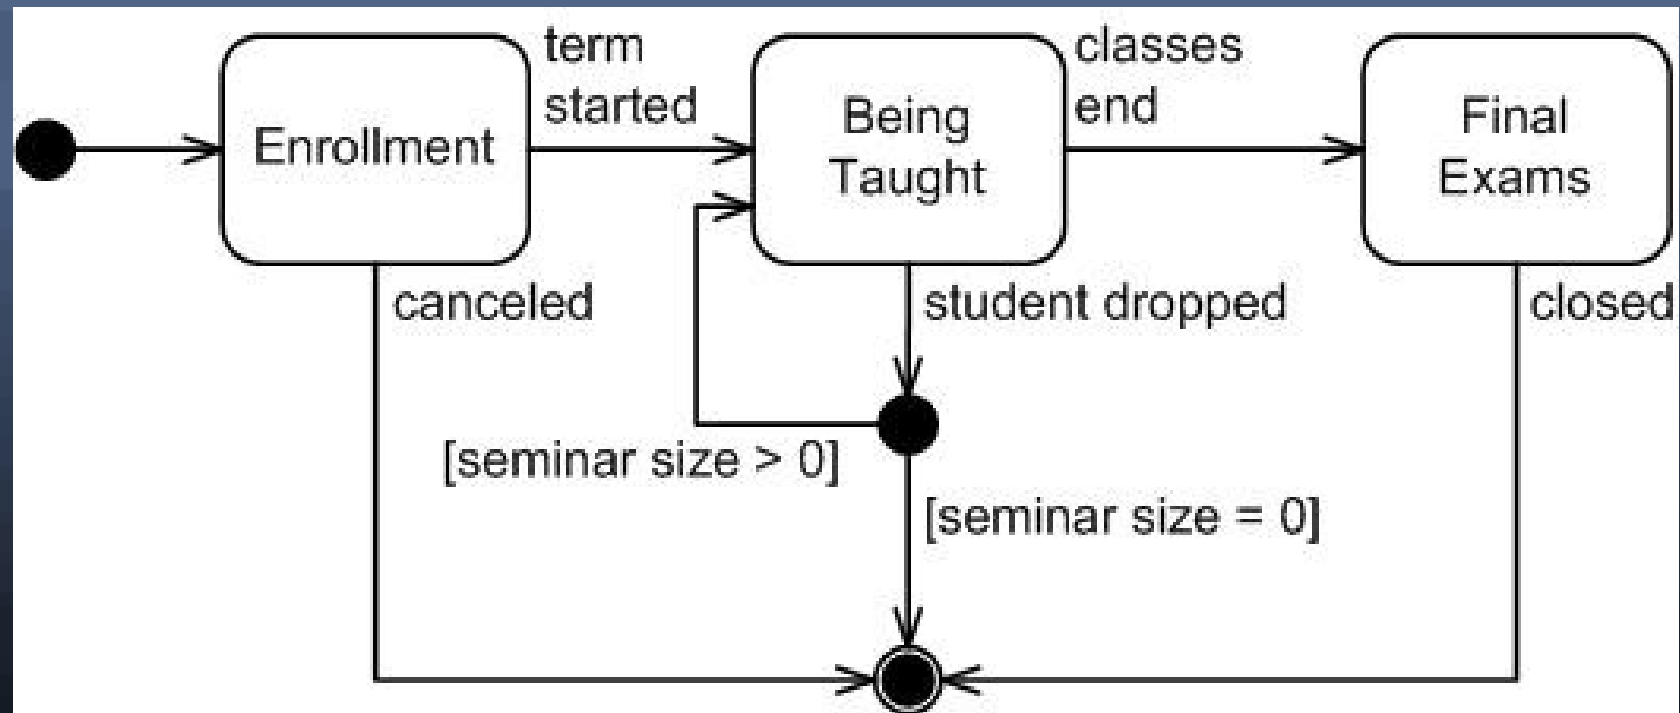 term
started
classes
end
Enrollment
Being
Taught
Final
Exams
canceled
student dropped
closed
[seminar size > 0]
[seminar size = 0]